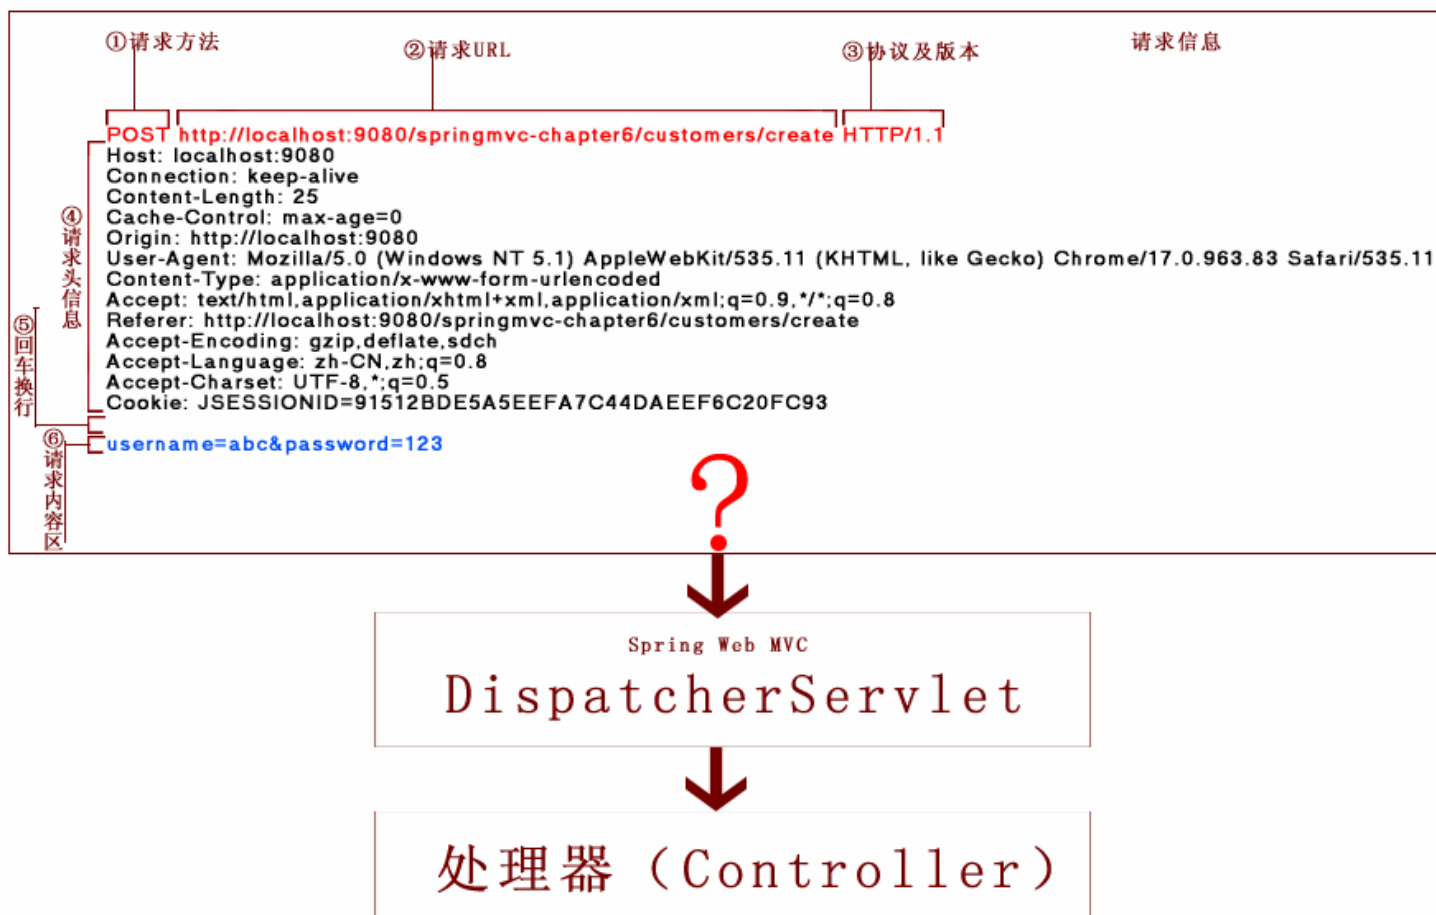 ①请求方法
②请求URL
③协议及版本
请求信息
POST http://localhost:9080/springmvc-chapter6/customers/create HTTP/1.1
Host: localhost:9080
Connection: keep-alive
Content-Length: 25
Cache-Control: max-age=0
Origin: http://localhost:9080
User-Agent: Mozilla/5.0 (Windows NT 5.1) AppleWebKit/535.11 (KHTML, like Gecko) Chrome/17.0.963.83 Safari/535.11
Content-Type: application/x-www-form-urlencoded
Accept: text/html,application/xhtml+xml,application/xml;q=0.9,*/*;q=0.8
Referer: http://localhost:9080/springmvc-chapter6/customers/create
Accept-Encoding: gzip,deflate,sdch
Accept-Language: zh-CN,zh;q=0.8
Accept-Charset: UTF-8,*;q=0.5
Cookie: JSESSIONID=91512BDE5A5EEFA7C44DAEEF6C20FC93
④请求头信息
⑤回车换行
username=abc&password=123
⑥请求内容区
?
Spring Web MVC
DispatcherServlet
处理器（Controller）